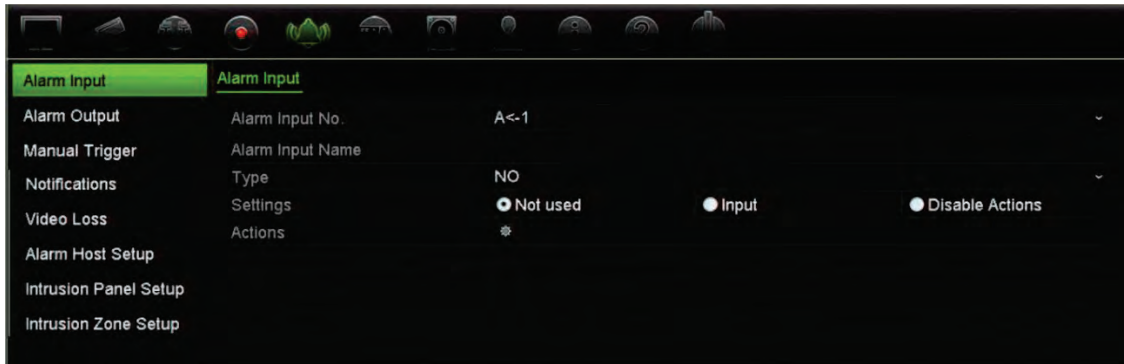 Alarm Input
Alarm Output
Manual Trigger
Notifications
Video Loss
Alarm Host Setup
Intrusion Panel Setup
Intrusion Zone Setup
Alarm Input
Alarm Input No. A<-1
Alarm Input Name
Type NO
Settings Not used Input Disable Actions
Actions